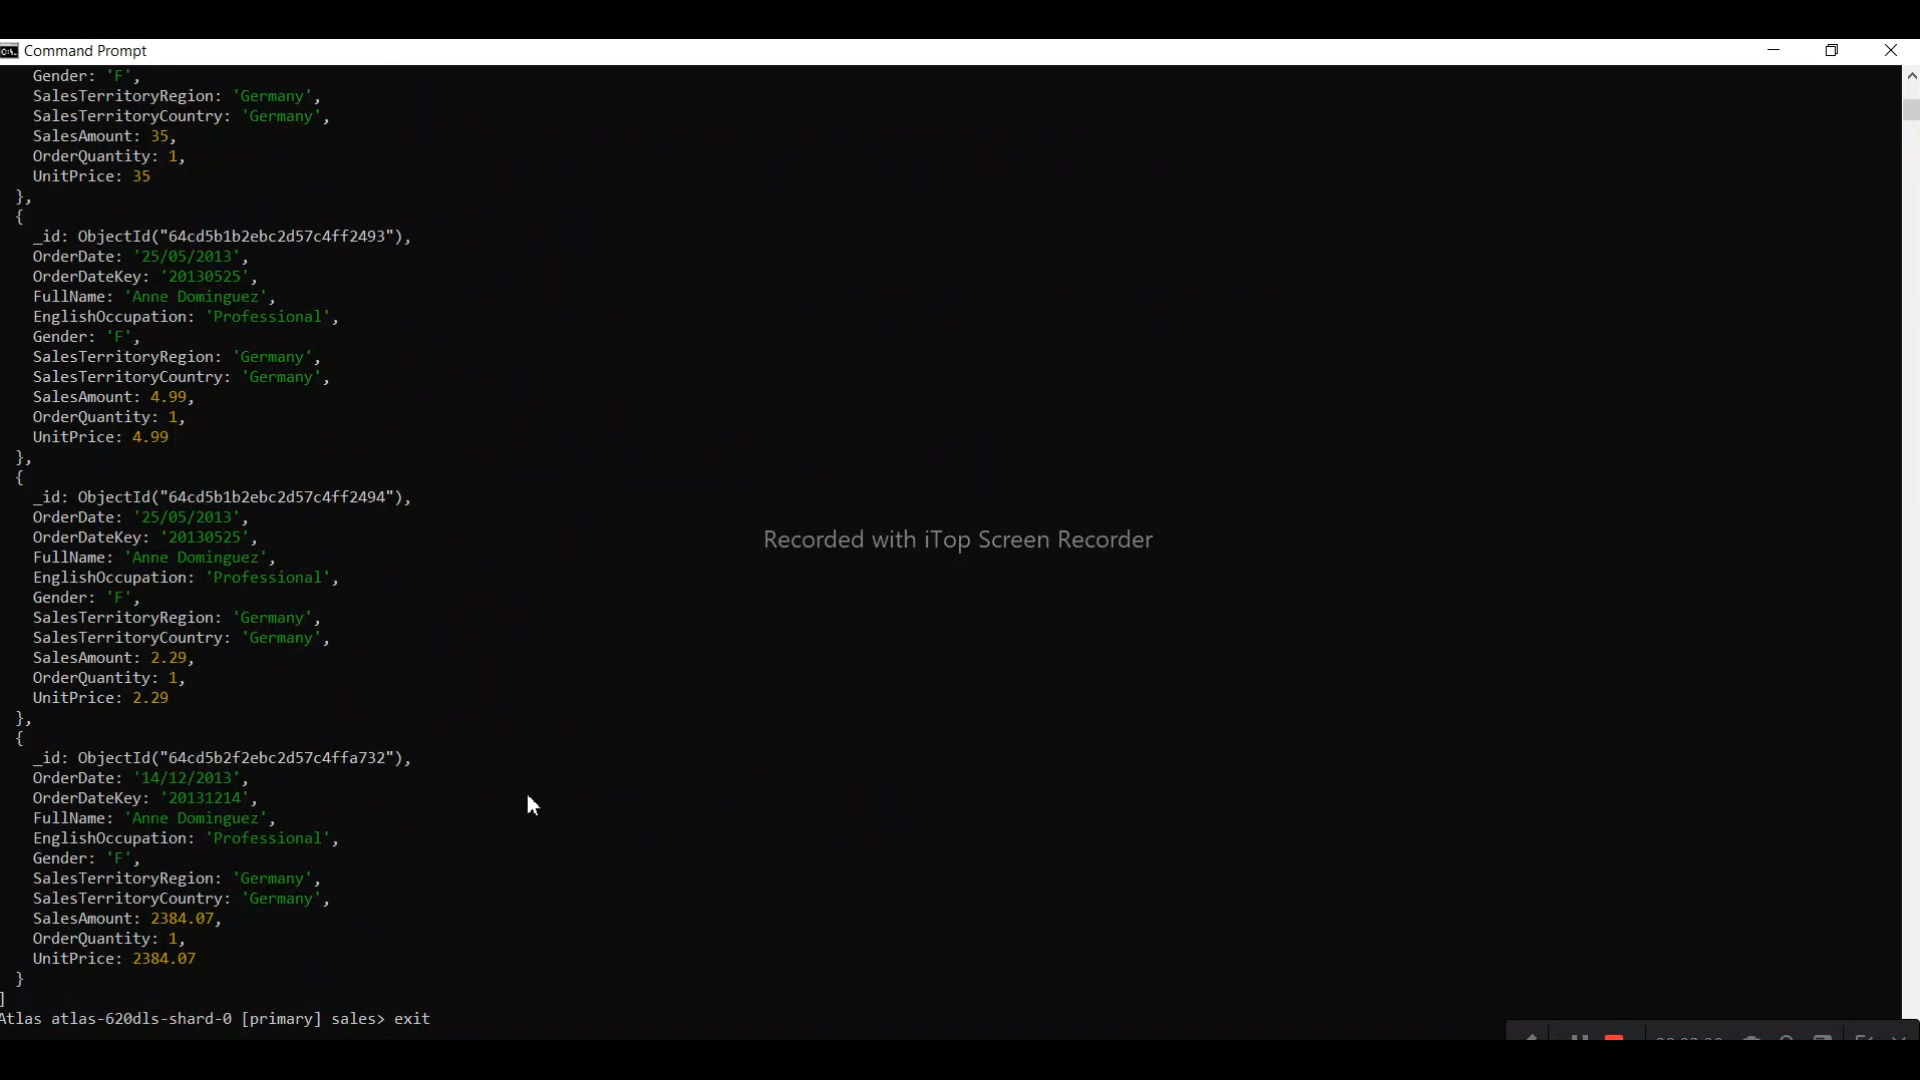 Command Prompt
Gender: 'F',
SalesTerritoryRegion: 'Germany',
SalesTerritoryCountry: 'Germany',
SalesAmount: 35,
OrderQuantity: 1,
UnitPrice: 35
},
{
_id: ObjectId("64cd5b1b2ebc2d57c4ff2493"),
OrderDate: '25/05/2013',
OrderDateKey: '20130525',
FullName: 'Anne Dominguez',
EnglishOccupation: 'Professional',
Gender: 'F',
SalesTerritoryRegion: 'Germany',
SalesTerritoryCountry: 'Germany',
SalesAmount: 4.99,
OrderQuantity: 1,
UnitPrice: 4.99
},
{
_id: ObjectId("64cd5b1b2ebc2d57c4ff2494"),
OrderDate: '25/05/2013',
OrderDateKey: '20130525',
FullName: 'Anne Dominguez',
EnglishOccupation: 'Professional',
Gender: 'F',
SalesTerritoryRegion: 'Germany',
SalesTerritoryCountry: 'Germany',
SalesAmount: 2.29,
OrderQuantity: 1,
UnitPrice: 2.29
},
{
_id: ObjectId("64cd5b2f2ebc2d57c4ffa732"),
OrderDate: '14/12/2013',
OrderDateKey: '20131214',
FullName: 'Anne Dominguez',
EnglishOccupation: 'Professional',
Gender: 'F',
SalesTerritoryRegion: 'Germany',
SalesTerritoryCountry: 'Germany',
SalesAmount: 2384.07,
OrderQuantity: 1,
UnitPrice: 2384.07
}
]
Atlas atlas-620dls-shard-0 [primary] sales> exit
Recorded with iTop Screen Recorder